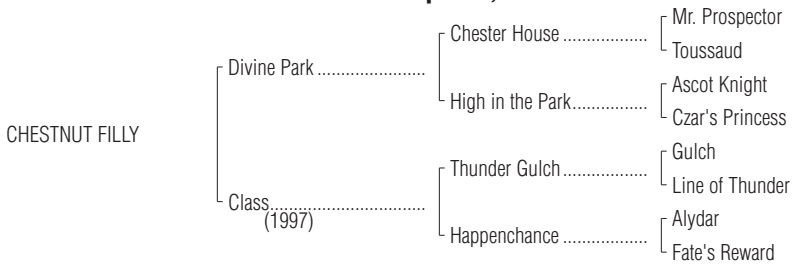 Mr. Prospector
Chester House ....................
Toussaud
Divine Park ..........................
Ascot Knight
High in the Park..................
Czar's Princess
CHESTNUT FILLY
Gulch
Thunder Gulch ....................
Line of Thunder
Class.....................................
(1997)
Alydar
Happenchance ....................
Fate's Reward